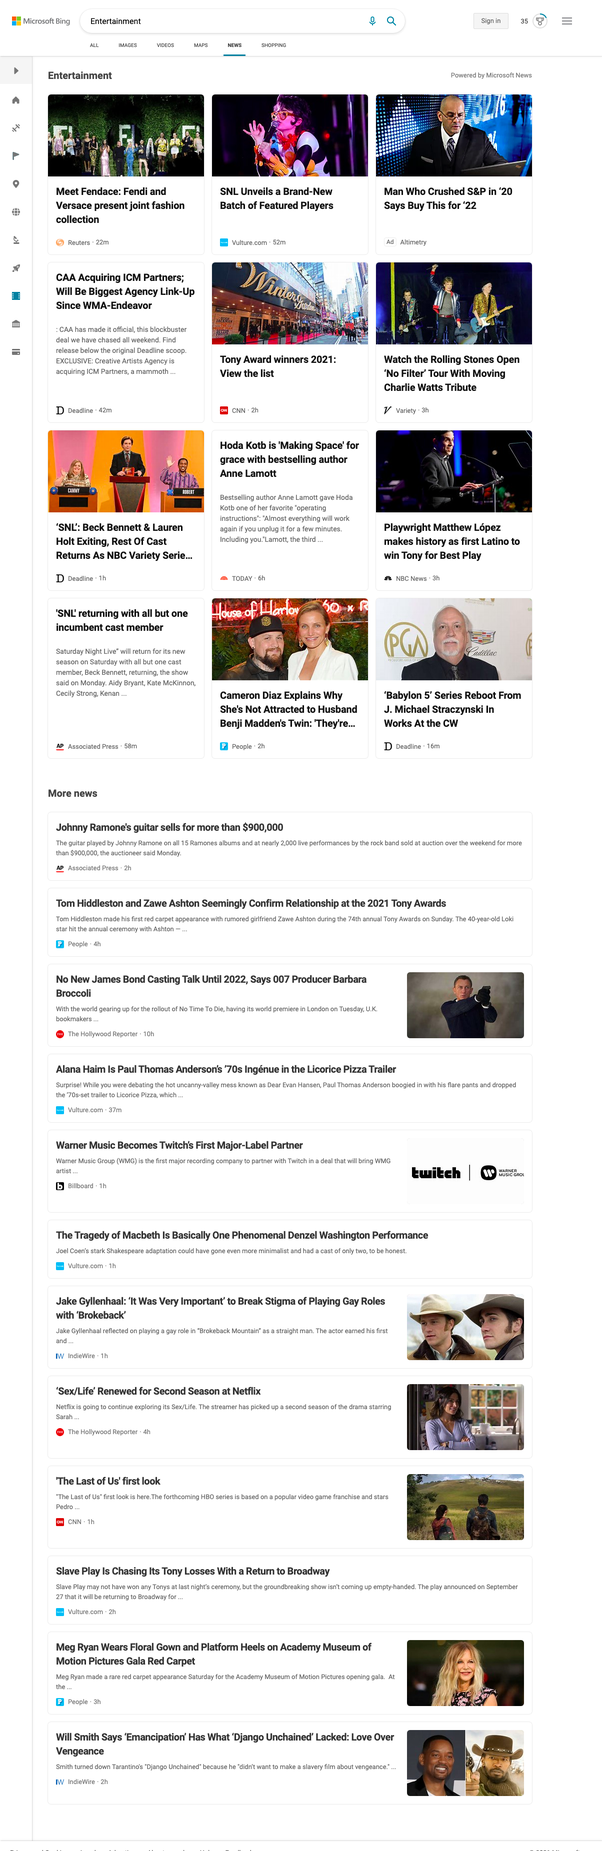 Microsoft Bing
Entertainment
Sign in
35
ALL
IMAGES
VIDEOS
MAPS
NEWS
SHOPPING
Entertainment
Powered by Microsoft News
Meet Fendace: Fendi and
Versace present joint fashion
collection
Reuters · 22m
SNL Unveils a Brand-New
Batch of Featured Players
Vulture.com · 52m
32.76
Man Who Crushed S&P in '20
Says Buy This for '22
Ad Altimetry
CAA Acquiring ICM Partners;
Will Be Biggest Agency Link-Up
Since WMA-Endeavor
: CAA has made it official, this blockbuster
deal we have chased all weekend. Find
release below the original Deadline scoop.
EXCLUSIVE: Creative Artists Agency is
acquiring ICM Partners, a mammoth ...
Deadline · 42m
Winter
Tony Award winners 2021:
View the list
CNN · 2h
Watch the Rolling Stones Open
'No Filter' Tour With Moving
Charlie Watts Tribute
Variety · 3h
CAMMY
ROBERT
'SNL': Beck Bennett & Lauren
Holt Exiting, Rest Of Cast
Returns As NBC Variety Serie...
Deadline · 1h
Hoda Kotb is 'Making Space' for
grace with bestselling author
Anne Lamott
Bestselling author Anne Lamott gave Hoda
Kotb one of her favorite "operating
instructions": "Almost everything will work
again if you unplug it for a few minutes.
Including you."Lamott, the third ...
TODAY · 6h
Playwright Matthew López
makes history as first Latino to
win Tony for Best Play
NBC News · 3h
'SNL' returning with all but one
incumbent cast member
Saturday Night Live" will return for its new
season on Saturday with all but one cast
member, Beck Bennett, returning, the show
said on Monday. Aidy Bryant, Kate McKinnon,
Cecily Strong, Kenan ...
AP Associated Press · 58m
House of Harlow
Cameron Diaz Explains Why
She's Not Attracted to Husband
Benji Madden's Twin: 'They're...
People · 2h
PGA
Cadillac
'Babylon 5' Series Reboot From
J. Michael Straczynski In
Works At the CW
Deadline · 16m
More news
Johnny Ramone's guitar sells for more than $900,000
The guitar played by Johnny Ramone on all 15 Ramones albums and at nearly 2,000 live performances by the rock band sold at auction over the weekend for more
than $900,000, the auctioneer said Monday.
AP Associated Press · 2h
Tom Hiddleston and Zawe Ashton Seemingly Confirm Relationship at the 2021 Tony Awards
Tom Hiddleston made his first red carpet appearance with rumored girlfriend Zawe Ashton during the 74th annual Tony Awards on Sunday. The 40-year-old Loki
star hit the annual ceremony with Ashton — ...
People · 4h
No New James Bond Casting Talk Until 2022, Says 007 Producer Barbara
Broccoli
With the world gearing up for the rollout of No Time To Die, having its world premiere in London on Tuesday, U.K.
bookmakers ...
The Hollywood Reporter · 10h
Alana Haim Is Paul Thomas Anderson's '70s Ingénue in the Licorice Pizza Trailer
Surprise! While you were debating the hot uncanny-valley mess known as Dear Evan Hansen, Paul Thomas Anderson boogied in with his flare pants and dropped
the '70s-set trailer to Licorice Pizza, which ...
Vulture.com · 37m
Warner Music Becomes Twitch's First Major-Label Partner
Warner Music Group (WMG) is the first major recording company to partner with Twitch in a deal that will bring WMG
artist ...
Billboard · 1h
twitch
WARNER
MUSIC GROU
The Tragedy of Macbeth Is Basically One Phenomenal Denzel Washington Performance
Joel Coen's stark Shakespeare adaptation could have gone even more minimalist and had a cast of only two, to be honest.
Vulture.com · 1h
Jake Gyllenhaal: 'It Was Very Important' to Break Stigma of Playing Gay Roles
with 'Brokeback'
Jake Gyllenhaal reflected on playing a gay role in "Brokeback Mountain" as a straight man. The actor earned his first
and ...
IW IndieWire · 1h
'Sex/Life' Renewed for Second Season at Netflix
Netflix is going to continue exploring its Sex/Life. The streamer has picked up a second season of the drama starring
Sarah ...
The Hollywood Reporter · 4h
'The Last of Us' first look
"The Last of Us" first look is here.The forthcoming HBO series is based on a popular video game franchise and stars
Pedro ...
CNN · 1h
Slave Play Is Chasing Its Tony Losses With a Return to Broadway
Slave Play may not have won any Tonys at last night's ceremony, but the groundbreaking show isn't coming up empty-handed. The play announced on September
27 that it will be returning to Broadway for ...
Vulture.com · 2h
Meg Ryan Wears Floral Gown and Platform Heels on Academy Museum of
Motion Pictures Gala Red Carpet
Meg Ryan made a rare red carpet appearance Saturday for the Academy Museum of Motion Pictures opening gala. At
the ...
People · 3h
Will Smith Says 'Emancipation' Has What 'Django Unchained' Lacked: Love Over
Vengeance
Smith turned down Tarantino's "Django Unchained" because he "didn't want to make a slavery film about vengeance." ...
IW IndieWire · 2h